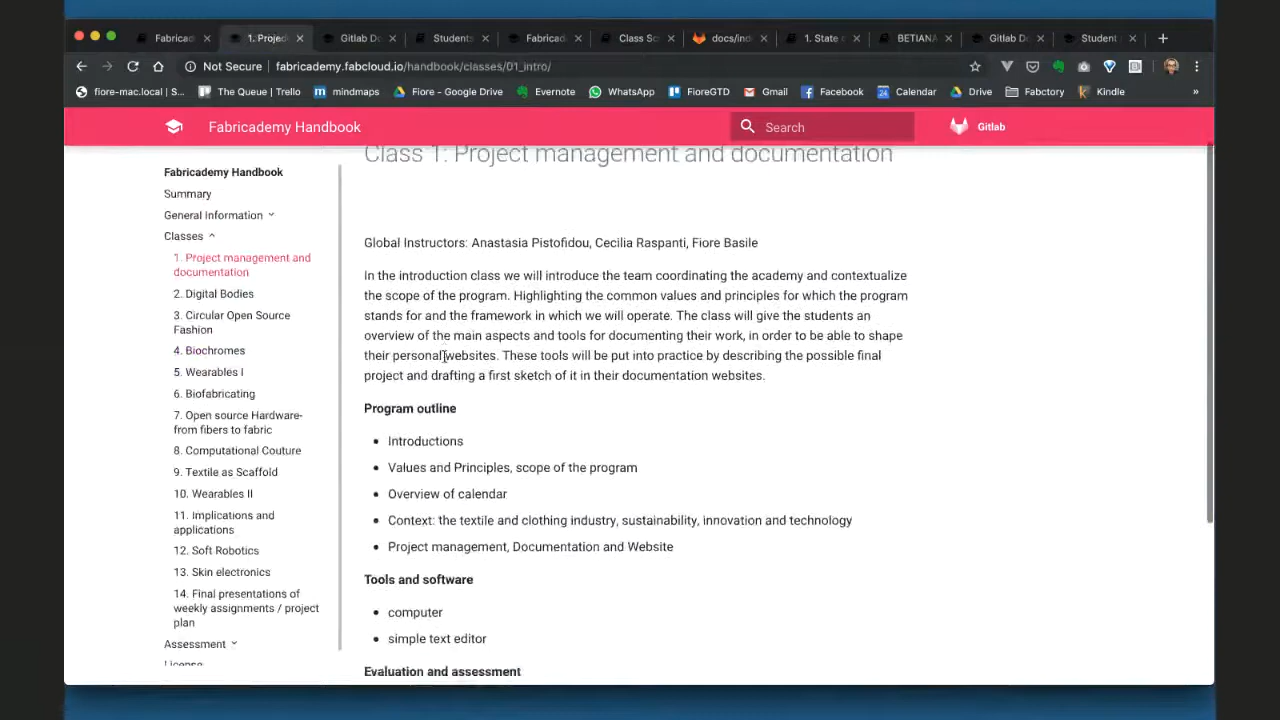 Fabricad
1. Projec
Gitlab Do
Students
Fabricad
Class Sc
docs/ind
1. State o
BETIANA
Gitlab Do
Student
Not Secure
fabricademy.fabcloud.io/handbook/classes/01_intro/
fiore-mac.local | S...
The Queue | Trello
mindmaps
Fiore - Google Drive
Evernote
WhatsApp
FioreGTD
Gmail
Facebook
Calendar
Drive
Fabctory
Kindle
»
Fabricademy Handbook
Search
Gitlab
Fabricademy Handbook
Summary
General Information
Classes
1. Project management and
documentation
2. Digital Bodies
3. Circular Open Source
Fashion
4. Biochromes
5. Wearables I
6. Biofabricating
7. Open source Hardware-
from fibers to fabric
8. Computational Couture
9. Textile as Scaffold
10. Wearables II
11. Implications and
applications
12. Soft Robotics
13. Skin electronics
14. Final presentations of
weekly assignments / project
plan
Assessment
License
Class 1: Project management and documentation
Global Instructors: Anastasia Pistofidou, Cecilia Raspanti, Fiore Basile
In the introduction class we will introduce the team coordinating the academy and contextualize
the scope of the program. Highlighting the common values and principles for which the program
stands for and the framework in which we will operate. The class will give the students an
overview of the main aspects and tools for documenting their work, in order to be able to shape
their personal websites. These tools will be put into practice by describing the possible final
project and drafting a first sketch of it in their documentation websites.
Program outline
Introductions
Values and Principles, scope of the program
Overview of calendar
Context: the textile and clothing industry, sustainability, innovation and technology
Project management, Documentation and Website
Tools and software
computer
simple text editor
Evaluation and assessment